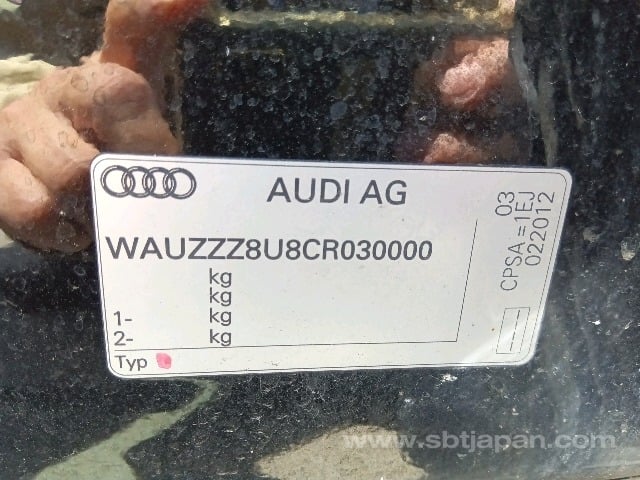 AUDI AG
WAUZZZ8U8CR030000
kg
kg
1- kg
2- kg
Typ
03
CPSA =1EJ
022012
www.sbtjapan.com